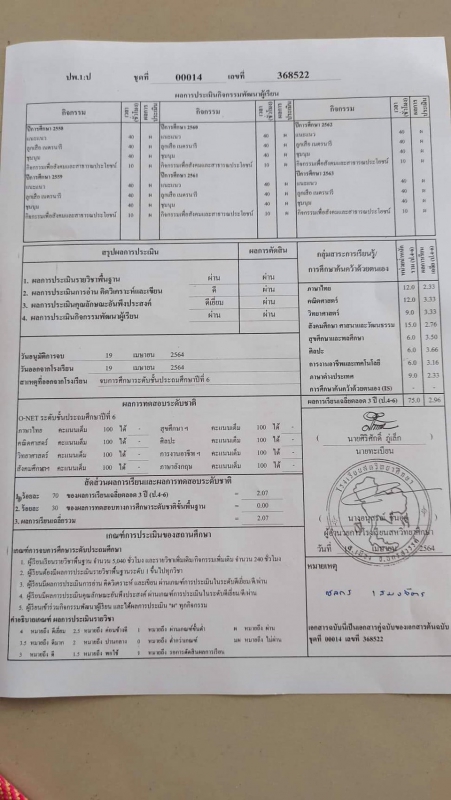 ปพ.1:ป ชุดที่ 00014 เลขที่ 368522
ผลการประเมินกิจกรรมพัฒนาผู้เรียน
กิจกรรม เวลา (ชั่วโมง) ผลการประเมิน กิจกรรม เวลา (ชั่วโมง) ผลการประเมิน กิจกรรม เวลา (ชั่วโมง) ผลการประเมิน
ปีการศึกษา 2558 ปีการศึกษา 2560 ปีการศึกษา 2562
แนะแนว 40 ผ แนะแนว 40 ผ แนะแนว 40 ผ
ลูกเสือ เนตรนารี 40 ผ ลูกเสือ เนตรนารี 40 ผ ลูกเสือ เนตรนารี 40 ผ
ชุมนุม 40 ผ ชุมนุม 40 ผ ชุมนุม 40 ผ
กิจกรรมเพื่อสังคมและสาธารณประโยชน์ 10 ผ กิจกรรมเพื่อสังคมและสาธารณประโยชน์ 10 ผ กิจกรรมเพื่อสังคมและสาธารณประโยชน์ 10 ผ
ปีการศึกษา 2559 ปีการศึกษา 2561 ปีการศึกษา 2563
แนะแนว 40 ผ แนะแนว 40 ผ แนะแนว 40 ผ
ลูกเสือ เนตรนารี 40 ผ ลูกเสือ เนตรนารี 40 ผ ลูกเสือ เนตรนารี 40 ผ
ชุมนุม 40 ผ ชุมนุม 40 ผ ชุมนุม 40 ผ
กิจกรรมเพื่อสังคมและสาธารณประโยชน์ 10 ผ กิจกรรมเพื่อสังคมและสาธารณประโยชน์ 10 ผ กิจกรรมเพื่อสังคมและสาธารณประโยชน์ 10 ผ
สรุปผลการประเมิน ผลการตัดสิน
1. ผลการประเมินรายวิชาพื้นฐาน ผ่าน ผ่าน
2. ผลการประเมินการอ่าน คิดวิเคราะห์และเขียน ดี ผ่าน
3. ผลการประเมินคุณลักษณะอันพึงประสงค์ ดีเยี่ยม ผ่าน
4. ผลการประเมินกิจกรรมพัฒนาผู้เรียน ผ่าน ผ่าน
วันอนุมัติการจบ 19 เมษายน 2564
วันออกจากโรงเรียน 19 เมษายน 2564
สาเหตุที่ออกจากโรงเรียน จบการศึกษาระดับชั้นประถมศึกษาปีที่ 6
กลุ่มสาระการเรียนรู้/
การศึกษาค้นคว้าด้วยตนเอง
ภาษาไทย 12.0 2.33
คณิตศาสตร์ 12.0 3.33
วิทยาศาสตร์ 9.0 3.33
สังคมศึกษา ศาสนาและวัฒนธรรม 15.0 2.76
สุขศึกษาและพลศึกษา 6.0 3.50
ศิลปะ 6.0 3.66
การงานอาชีพและเทคโนโลยี 6.0 3.16
ภาษาต่างประเทศ 9.0 2.33
การศึกษาค้นคว้าด้วยตนเอง (IS) - -
ผลการเรียนเฉลี่ยตลอด 3 ปี (ป.4-6) 75.0 2.96
ผลการทดสอบระดับชาติ
O-NET ระดับชั้นประถมศึกษาปีที่ 6
ภาษาไทย คะแนนเต็ม 100 ได้ - สุขศึกษาฯ คะแนนเต็ม 100 ได้ -
คณิตศาสตร์ คะแนนเต็ม 100 ได้ - ศิลปะ คะแนนเต็ม 100 ได้ -
วิทยาศาสตร์ คะแนนเต็ม 100 ได้ - การงานอาชีพ ฯ คะแนนเต็ม 100 ได้ -
สังคมศึกษาฯ คะแนนเต็ม 100 ได้ - ภาษาอังกฤษ คะแนนเต็ม 100 ได้ -
สัดส่วนผลการเรียนและผลการทดสอบระดับชาติ
1. ร้อยละ 70 ของผลการเรียนเฉลี่ยตลอด 3 ปี (ป.4-6) = 2.07
2. ร้อยละ 30 ของผลการทดสอบทางการศึกษาระดับชาติขั้นพื้นฐาน = 0.00
3. ผลการเรียนเฉลี่ยรวม = 2.07
นายทะเบียน
ผู้อำนวยการโรงเรียน
วันที่ เมษายน 2564
หมายเหตุ
เกณฑ์การประเมินของสถานศึกษา
เกณฑ์การจบการศึกษาระดับประถมศึกษา
1. ผู้เรียนเรียนรายวิชาพื้นฐาน จำนวน 5,040 ชั่วโมง และรายวิชาเพิ่มเติม/กิจกรรมเพิ่มเติม จำนวน 240 ชั่วโมง
2. ผู้เรียนต้องมีผลการประเมินรายวิชาพื้นฐานระดับ 1 ขึ้นไปทุกวิชา
3. ผู้เรียนมีผลการประเมินการอ่าน คิดวิเคราะห์ และเขียน ผ่านเกณฑ์การประเมินในระดับดีเยี่ยม/ดี/ผ่าน
4. ผู้เรียนมีผลการประเมินคุณลักษณะอันพึงประสงค์ ผ่านเกณฑ์การประเมินในระดับดีเยี่ยม/ดี/ผ่าน
5. ผู้เรียนเข้าร่วมกิจกรรมพัฒนาผู้เรียน และได้ผลการประเมิน "ผ" ทุกกิจกรรม
คำอธิบายเกณฑ์ ผลการประเมินรายวิชา
4 หมายถึง ดีเยี่ยม 2.5 หมายถึง ค่อนข้างดี 1 หมายถึง ผ่านเกณฑ์ขั้นต่ำ ผ หมายถึง ผ่าน
3.5 หมายถึง ดีมาก 2 หมายถึง ปานกลาง 0 หมายถึง ต่ำกว่าเกณฑ์ มผ หมายถึง ไม่ผ่าน
3 หมายถึง ดี 1.5 หมายถึง พอใช้
เอกสารฉบับนี้เป็นเอกสารคู่ฉบับของเอกสารต้นฉบับ
ชุดที่ 00014 เลขที่ 368522